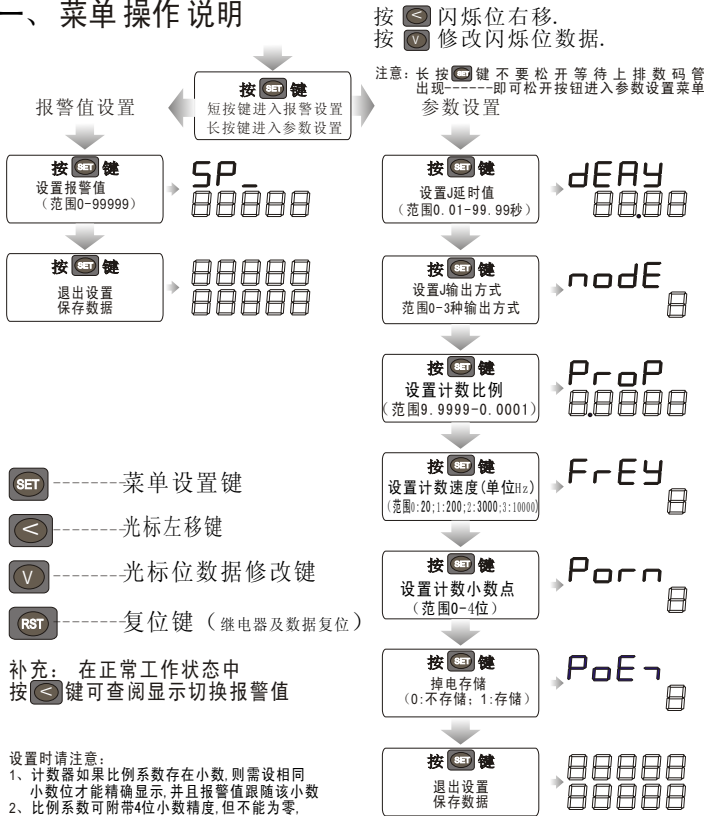 一、菜单操作说明
按 < 闪烁位右移.
按 V 修改闪烁位数据.
注意: 长按 SET 键不要松开等待上排数码管
出现------即可松开按钮进入参数设置菜单
按 SET 键
短按键进入报警设置
长按键进入参数设置
报警值设置
按 SET 键
设置报警值
(范围0-99999)
SP_
88888
按 SET 键
退出设置
保存数据
88888
88888
参数设置
按 SET 键
设置J延时值
(范围0.01-99.99秒)
dEAY
88.88
按 SET 键
设置J输出方式
范围0-3种输出方式
nodE
8
按 SET 键
设置计数比例
(范围9.9999-0.0001)
ProP
8.8888
按 SET 键
设置计数速度(单位Hz)
(范围0:20;1:200;2:3000;3:10000)
FrEY
8
按 SET 键
设置计数小数点
(范围0-4位)
Porn
8
按 SET 键
掉电存储
(0:不存储; 1:存储)
PoE¬
8
按 SET 键
退出设置
保存数据
88888
88888
SET -------菜单设置键
< -------光标左移键
V -------光标位数据修改键
RST -------复位键(继电器及数据复位)
补充: 在正常工作状态中
按 < 键可查阅显示切换报警值
设置时请注意:
1、计数器如果比例系数存在小数,则需设相同
小数位才能精确显示,并且报警值跟随该小数
2、比例系数可附带4位小数精度,但不能为零,